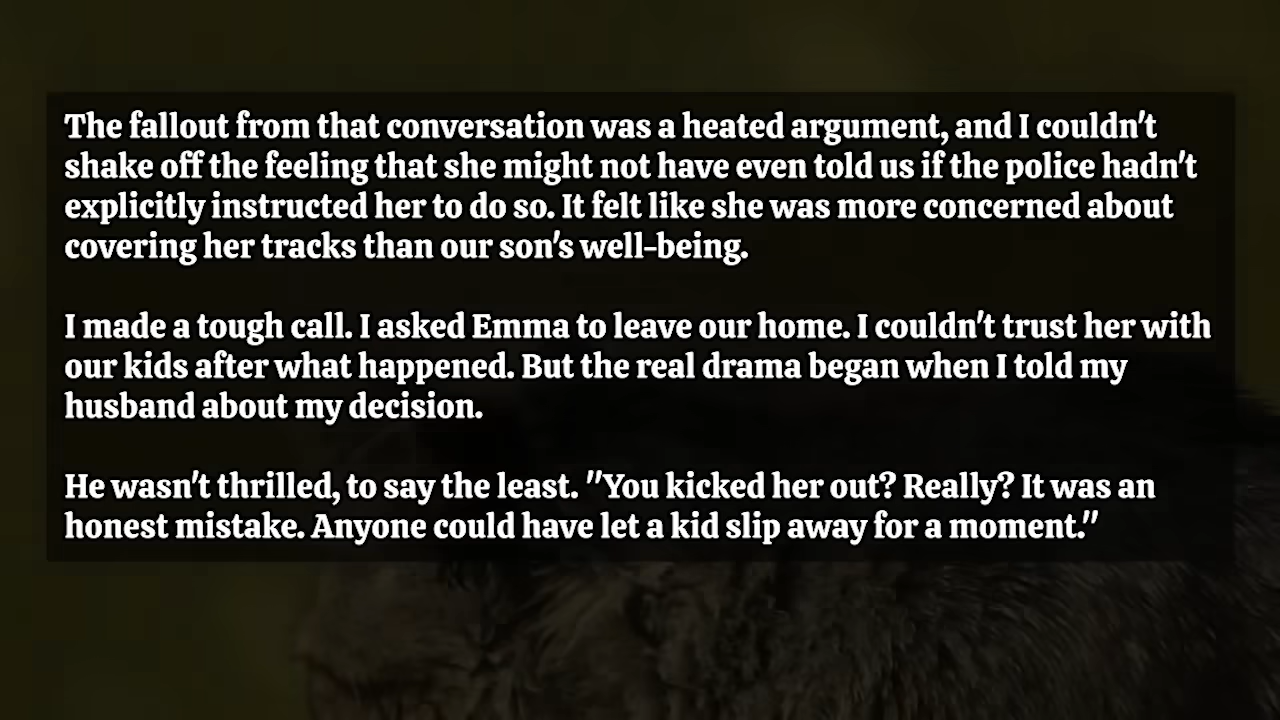 The fallout from that conversation was a heated argument, and I couldn't
shake off the feeling that she might not have even told us if the police hadn't
explicitly instructed her to do so. It felt like she was more concerned about
covering her tracks than our son's well-being.
I made a tough call. I asked Emma to leave our home. I couldn't trust her with
our kids after what happened. But the real drama began when I told my
husband about my decision.
He wasn't thrilled, to say the least. "You kicked her out? Really? It was an
honest mistake. Anyone could have let a kid slip away for a moment."